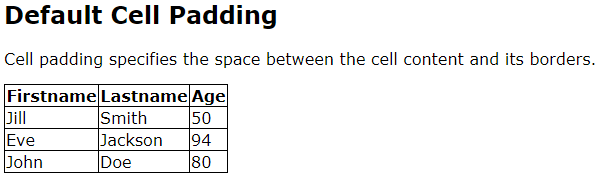 Default Cell Padding
Cell padding specifies the space between the cell content and its borders.
Firstname Lastname Age
Jill Smith 50
Eve Jackson 94
John Doe 80